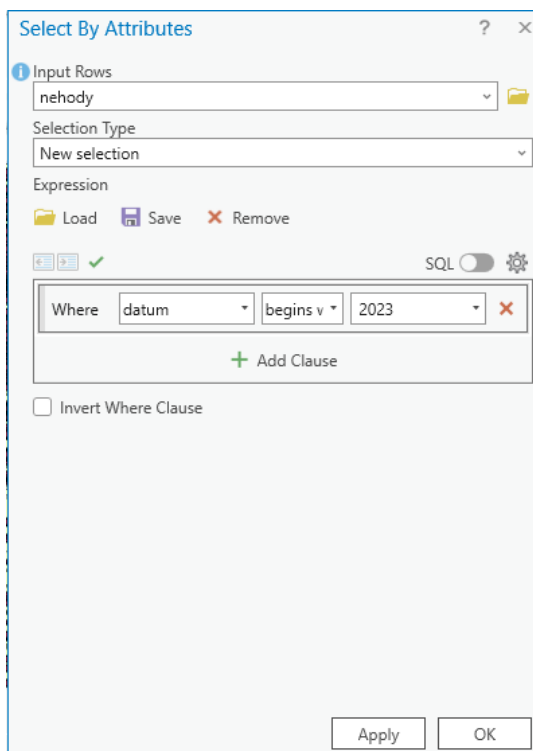 Select By Attributes ? ×
Input Rows
nehody
Selection Type
New selection
Expression
Load Save Remove
SQL
Where datum begins v 2023
Add Clause
Invert Where Clause
Apply OK